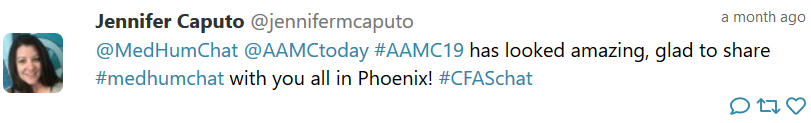 Jennifer Caputo @jennifermcaputo a month ago
@MedHumChat @AAMCtoday #AAMC19 has looked amazing, glad to share
#medhumchat with you all in Phoenix! #CFASchat